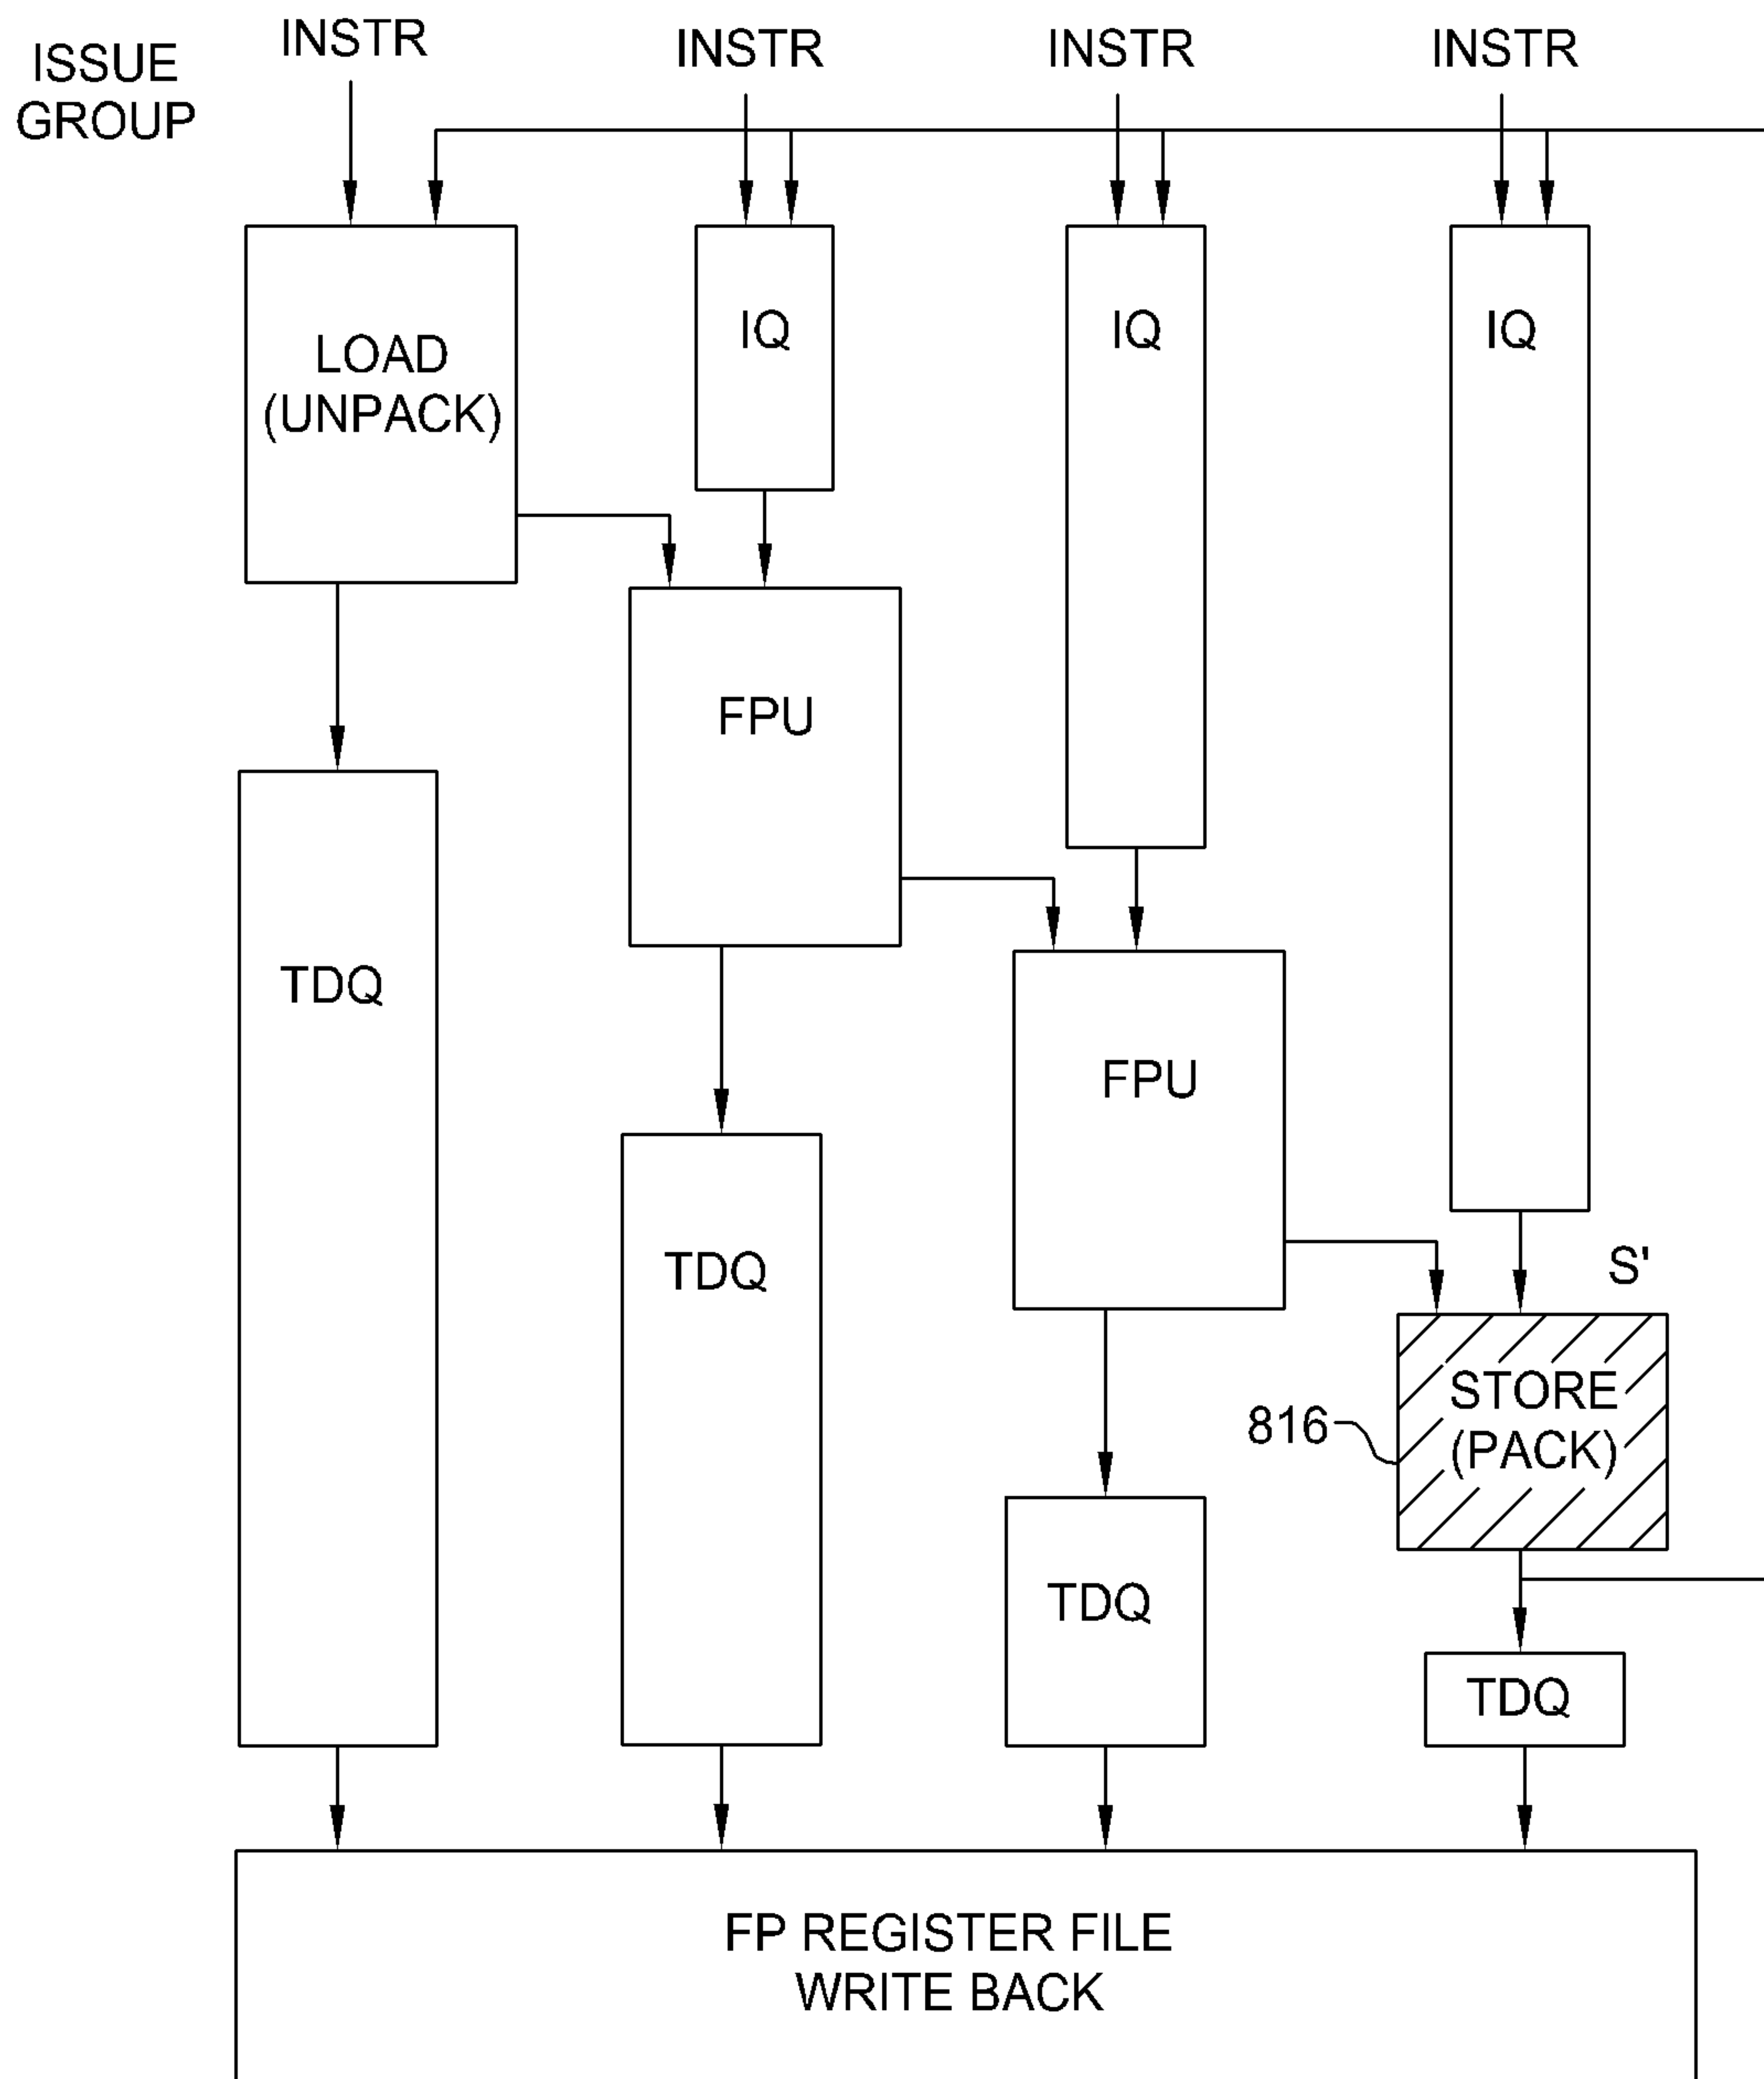 ISSUE
GROUP
INSTR
INSTR
INSTR
INSTR
LOAD
(UNPACK)
IQ
IQ
IQ
FPU
TDQ
FPU
TDQ
S'
816
STORE
(PACK)
TDQ
TDQ
FP REGISTER FILE
WRITE BACK